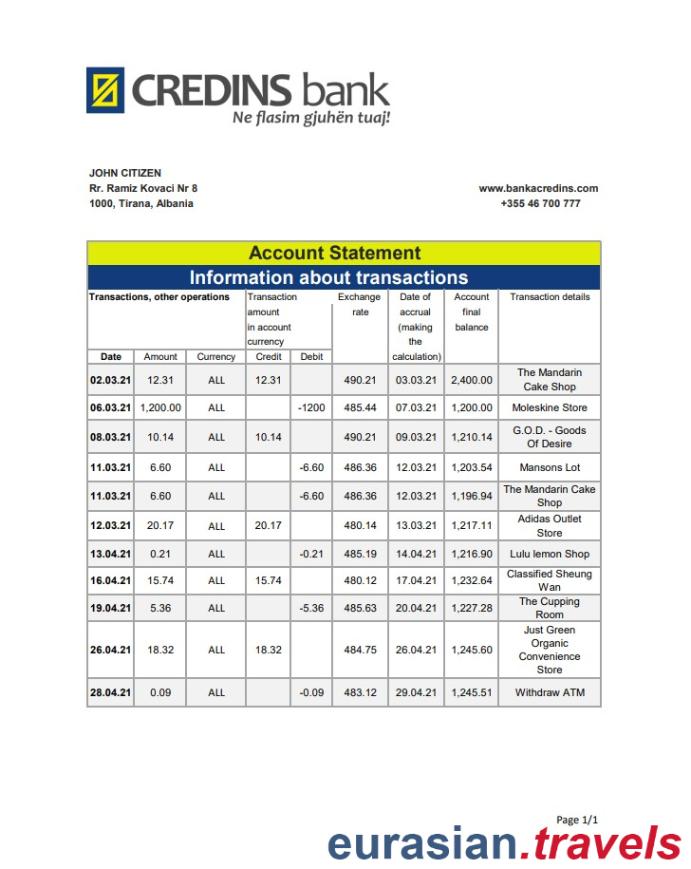 CREDINS bank
Ne flasim gjuhën tuaj!
JOHN CITIZEN
Rr. Ramiz Kovaci Nr 8
1000, Tirana, Albania
www.bankacredins.com
+355 46 700 777
Account Statement
Information about transactions
Transactions, other operations
Transaction
amount
in account
currency
Exchange
rate
Date of
accrual
(making
the
calculation)
Account
final
balance
Transaction details
Date Amount Currency Credit Debit
02.03.21 12.31 ALL 12.31 490.21 03.03.21 2,400.00 The Mandarin
Cake Shop
06.03.21 1,200.00 ALL -1200 485.44 07.03.21 1,200.00 Moleskine Store
08.03.21 10.14 ALL 10.14 490.21 09.03.21 1,210.14 G.O.D. - Goods
Of Desire
11.03.21 6.60 ALL -6.60 486.36 12.03.21 1,203.54 Mansons Lot
11.03.21 6.60 ALL -6.60 486.36 12.03.21 1,196.94 The Mandarin Cake
Shop
12.03.21 20.17 ALL 20.17 480.14 13.03.21 1,217.11 Adidas Outlet
Store
13.04.21 0.21 ALL -0.21 485.19 14.04.21 1,216.90 Lulu lemon Shop
16.04.21 15.74 ALL 15.74 480.12 17.04.21 1,232.64 Classified Sheung
Wan
19.04.21 5.36 ALL -5.36 485.63 20.04.21 1,227.28 The Cupping
Room
26.04.21 18.32 ALL 18.32 484.75 26.04.21 1,245.60 Just Green
Organic
Convenience
Store
28.04.21 0.09 ALL -0.09 483.12 29.04.21 1,245.51 Withdraw ATM
Page 1/1
eurasian.travels